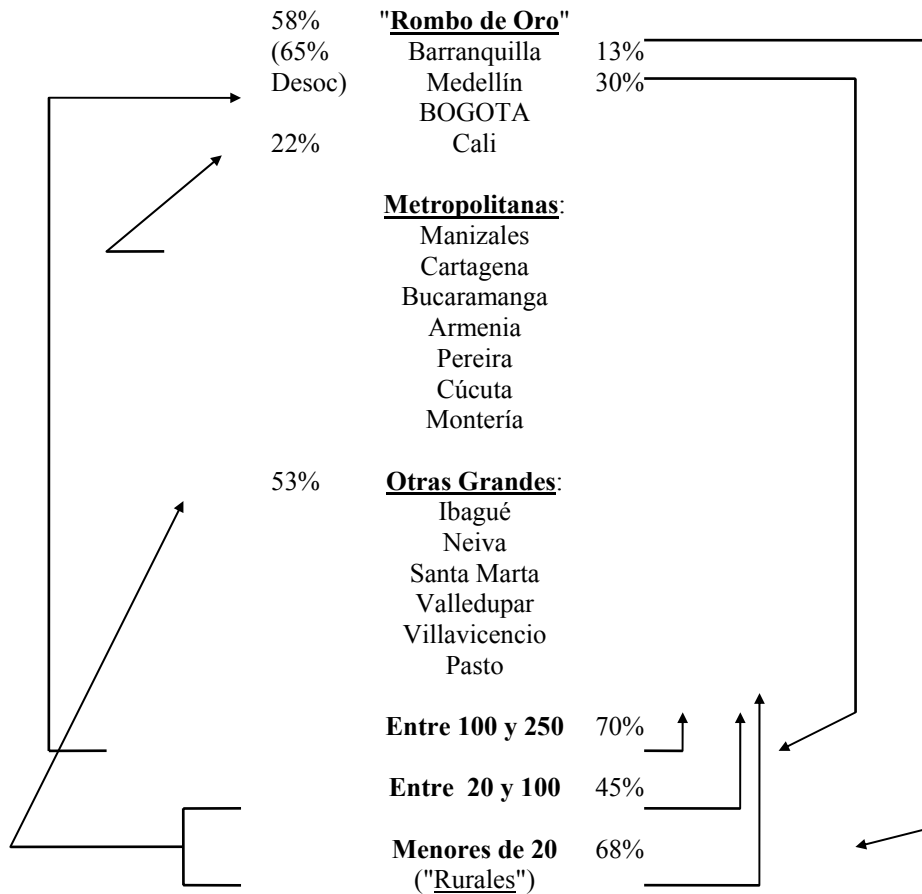 58% "Rombo de Oro"
(65% Barranquilla 13%
Desoc) Medellín 30%
BOGOTA
22% Cali
Metropolitanas:
Manizales
Cartagena
Bucaramanga
Armenia
Pereira
Cúcuta
Montería
53% Otras Grandes:
Ibagué
Neiva
Santa Marta
Valledupar
Villavicencio
Pasto
Entre 100 y 250 70%
Entre 20 y 100 45%
Menores de 20 68%
("Rurales")